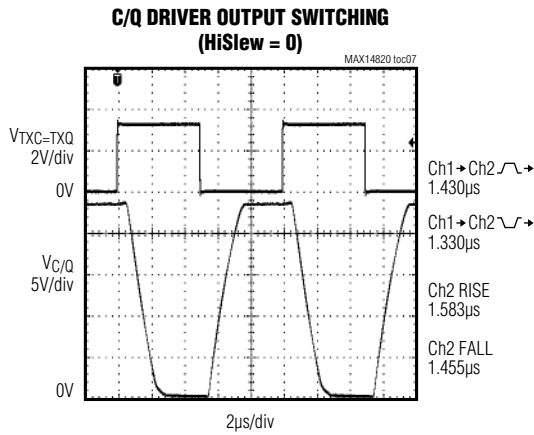 C/Q DRIVER OUTPUT SWITCHING
(HiSlew = 0)
MAX14820 toc07
VTXC=TXQ
2V/div
0V
VC/Q
5V/div
0V
Ch1→Ch2
1.430µs
Ch1→Ch2
1.330µs
Ch2 RISE
1.583µs
Ch2 FALL
1.455µs
2µs/div